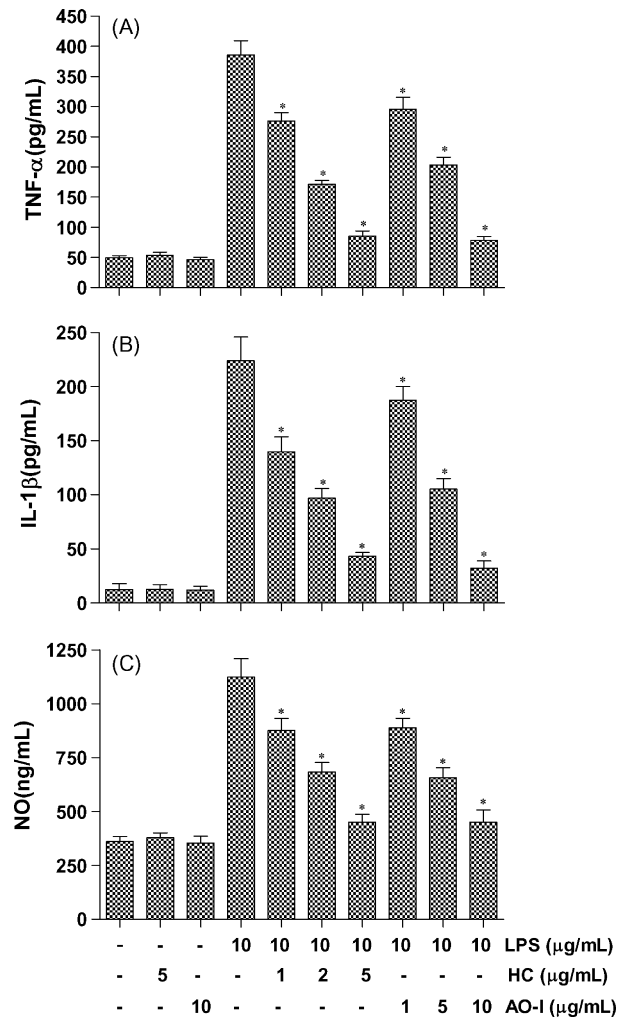 (A)
TNF-α(pg/mL)
450
400
350
300
250
200
150
100
50
0
* * * * * *
(B)
IL-1β(pg/mL)
250
200
150
100
50
0
* * * * * *
(C)
NO(ng/mL)
1250
1000
750
500
250
0
* * * * * *
- - - 10 10 10 10 10 10 10 LPS (μg/mL)
- 5 - - 1 2 5 - - - HC (μg/mL)
- - 10 - - - - 1 5 10 AO-I (μg/mL)